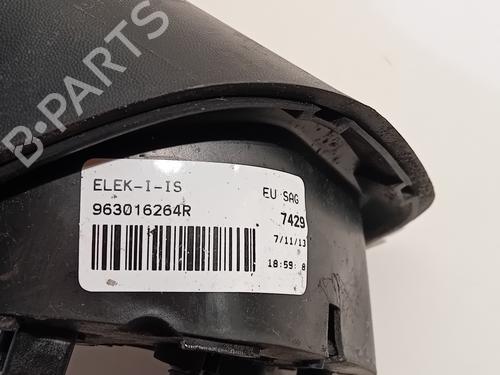 B-PARTS
ELEK-I-IS
EU SAG
963016264R
7429
7/11/13
18:59: 8